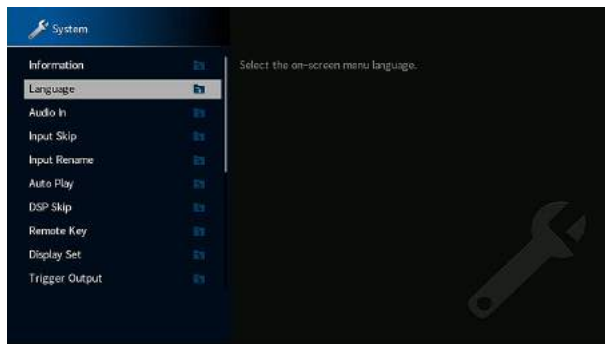 System
Information
Language
Audio In
Input Skip
Input Rename
Auto Play
DSP Skip
Remote Key
Display Set
Trigger Output
Select the on-screen menu language.